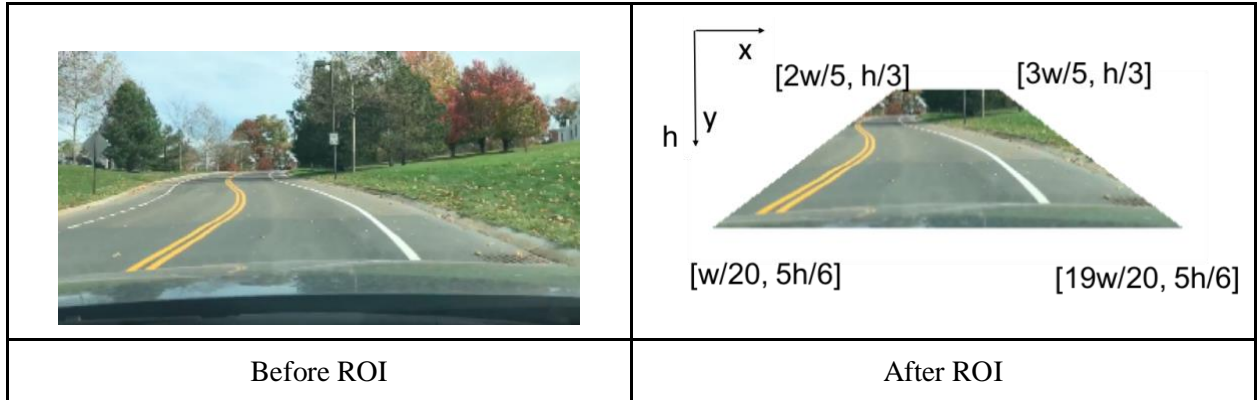 x
[2w/5, h/3]
[3w/5, h/3]
h
y
[w/20, 5h/6]
[19w/20, 5h/6]
Before ROI
After ROI